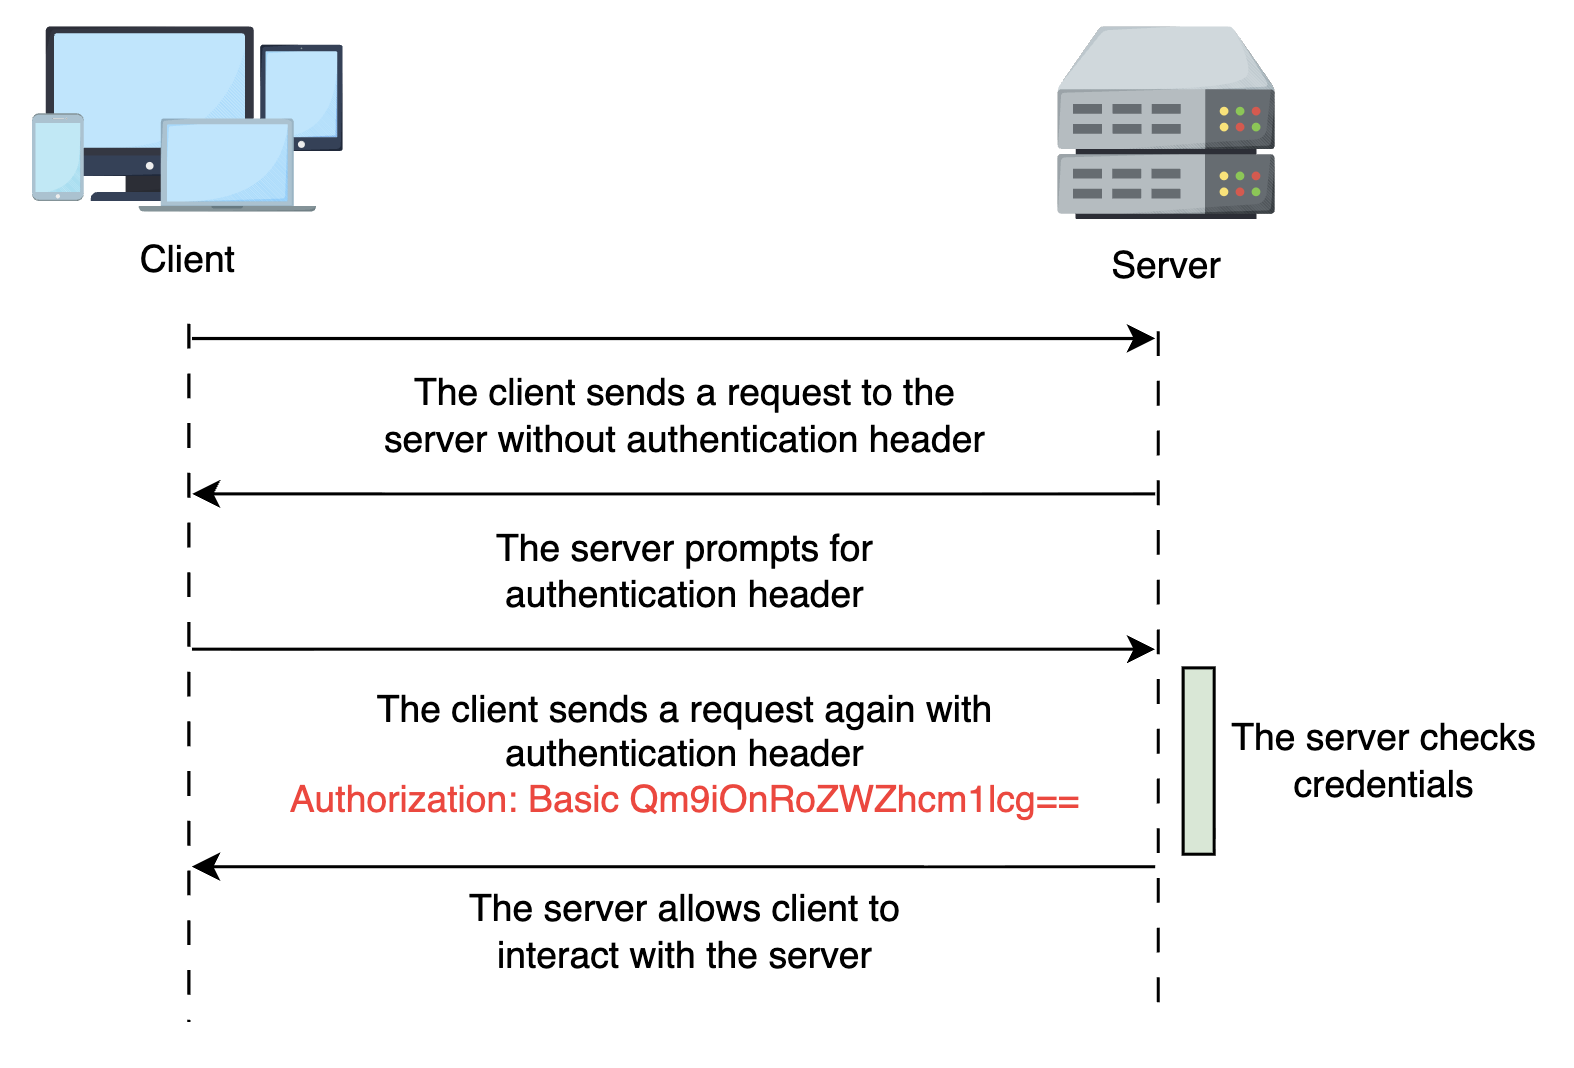 Client
Server
The client sends a request to the
server without authentication header
The server prompts for
authentication header
The client sends a request again with
authentication header
Authorization: Basic Qm9iOnRoZWZhcm1lcg==
The server checks
credentials
The server allows client to
interact with the server